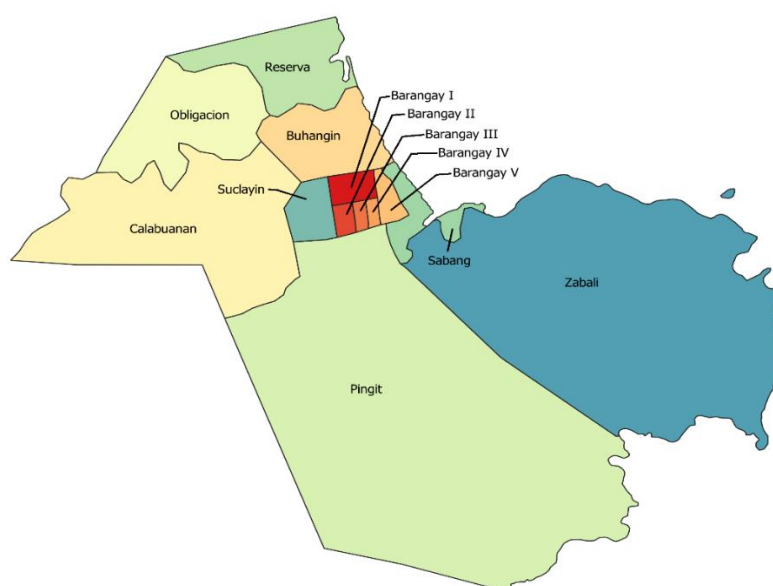 Reserva
Barangay I
Obligacion
Barangay II
Barangay III
Buhangin
Barangay IV
Barangay V
Suclayin
Calabuanan
Sabang
Zabali
Pingit